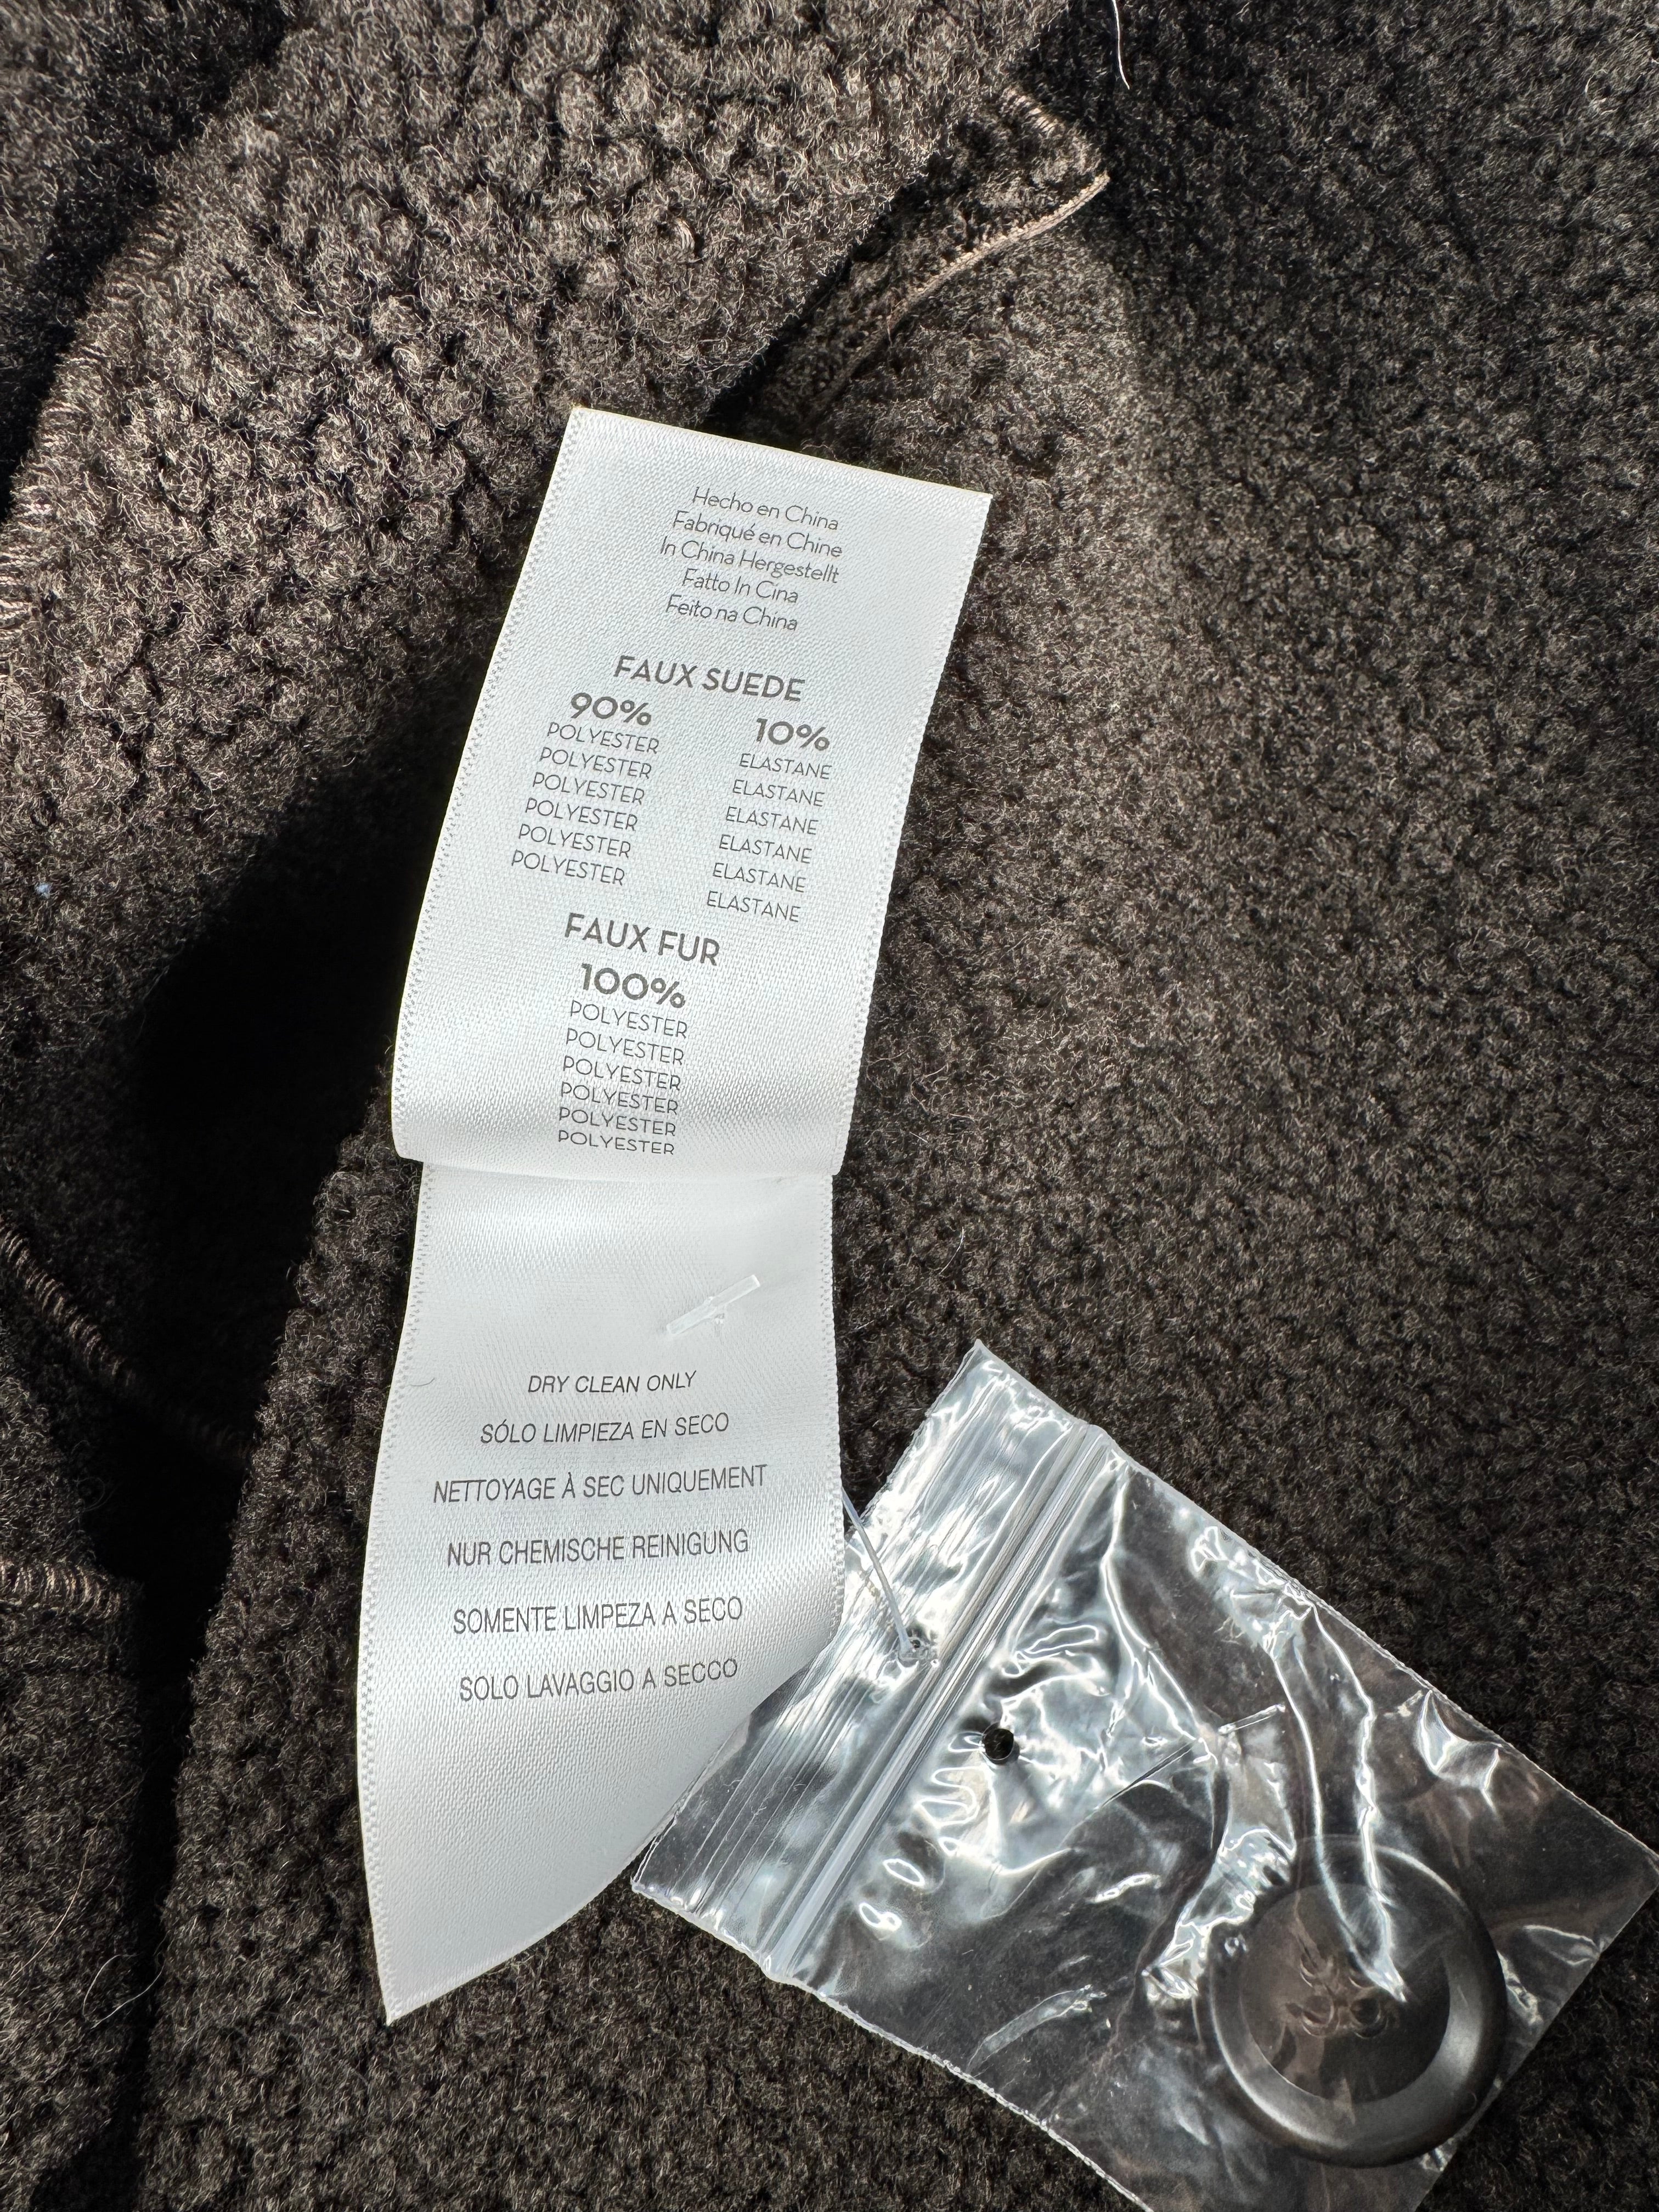 Hecho en China
Fabriqué en Chine
In China Hergestellt
Fatto In Cina
Feito na China
FAUX SUEDE
90% 10%
POLYESTER ELASTANE
POLYESTER ELASTANE
POLYESTER ELASTANE
POLYESTER ELASTANE
POLYESTER ELASTANE
POLYESTER ELASTANE
FAUX FUR
100%
POLYESTER
POLYESTER
POLYESTER
POLYESTER
POLYESTER
POLYESTER
DRY CLEAN ONLY
SÓLO LIMPIEZA EN SECO
NETTOYAGE À SEC UNIQUEMENT
NUR CHEMISCHE REINIGUNG
SOMENTE LIMPEZA A SECO
SOLO LAVAGGIO A SECCO